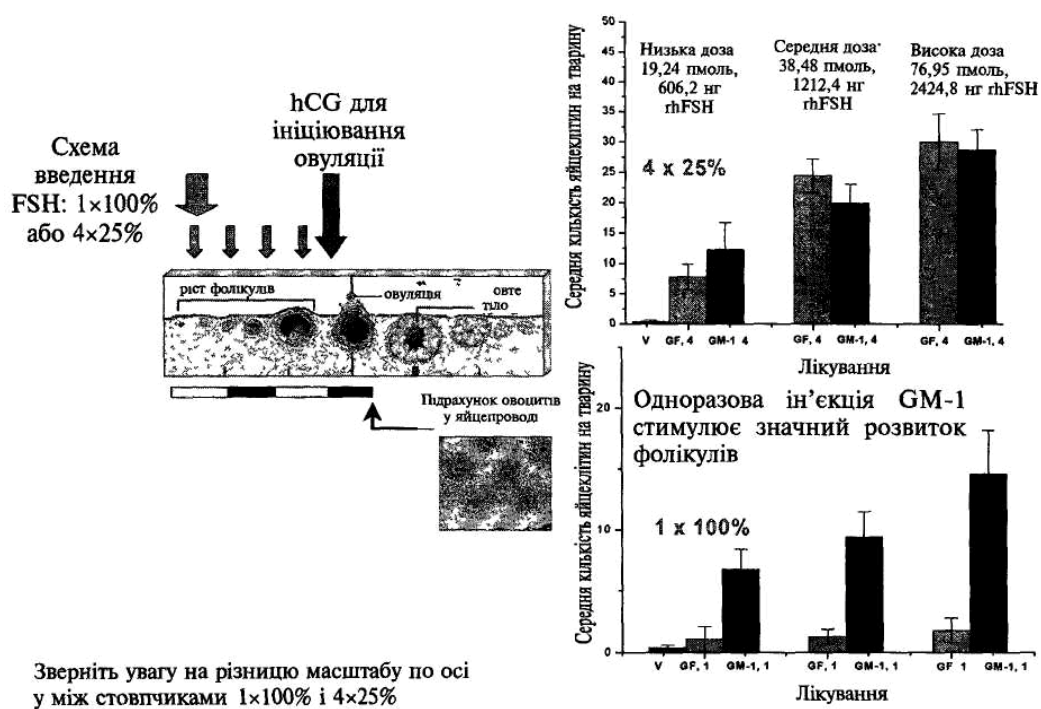 Схема
введення
FSH: 1×100%
або 4×25%
hCG для
ініціювання
овуляції
ріст фолікулів
овуляція
овте
тіло
Підрахунок овоцитів
у яйцепроводі
Зверніть увагу на різницю масштабу по осі
у між стовпчиками 1×100% і 4×25%
Середня кількість яйцеклітин на тварину
50
45
40
35
30
25
20
15
10
5
0
Низька доза
19,24 пмоль,
606,2 нг
rhFSH
Середня доза
38,48 пмоль,
1212,4 нг
rhFSH
Висока доза
76,95 пмоль,
2424,8 нг rhFSH
4 x 25%
V GF, 4 GM-1 4 GF, 4 GM-1, 4 GF, 4 GM-1, 4
Лікування
Середня кількість яйцеклітин на тварину
20
10
0
Одноразова ін’єкція GM-1
стимулює значний розвиток
фолікулів
1 x 100%
V GF, 1 GM-1, 1 GF, 1 GM-1, 1 GF 1 GM-1, 1
Лікування